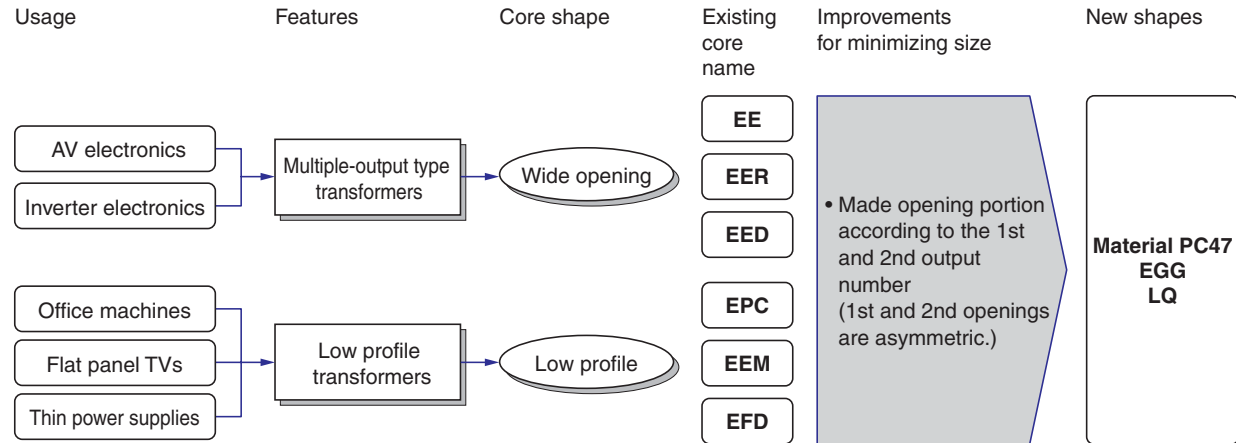 Usage
Features
Core shape
Existing
core
name
Improvements
for minimizing size
New shapes
AV electronics
Inverter electronics
Multiple-output type
transformers
Wide opening
EE
EER
EED
Office machines
Flat panel TVs
Thin power supplies
Low profile
transformers
Low profile
EPC
EEM
EFD
• Made opening portion
according to the 1st
and 2nd output
number
(1st and 2nd openings
are asymmetric.)
Material PC47
EGG
LQ